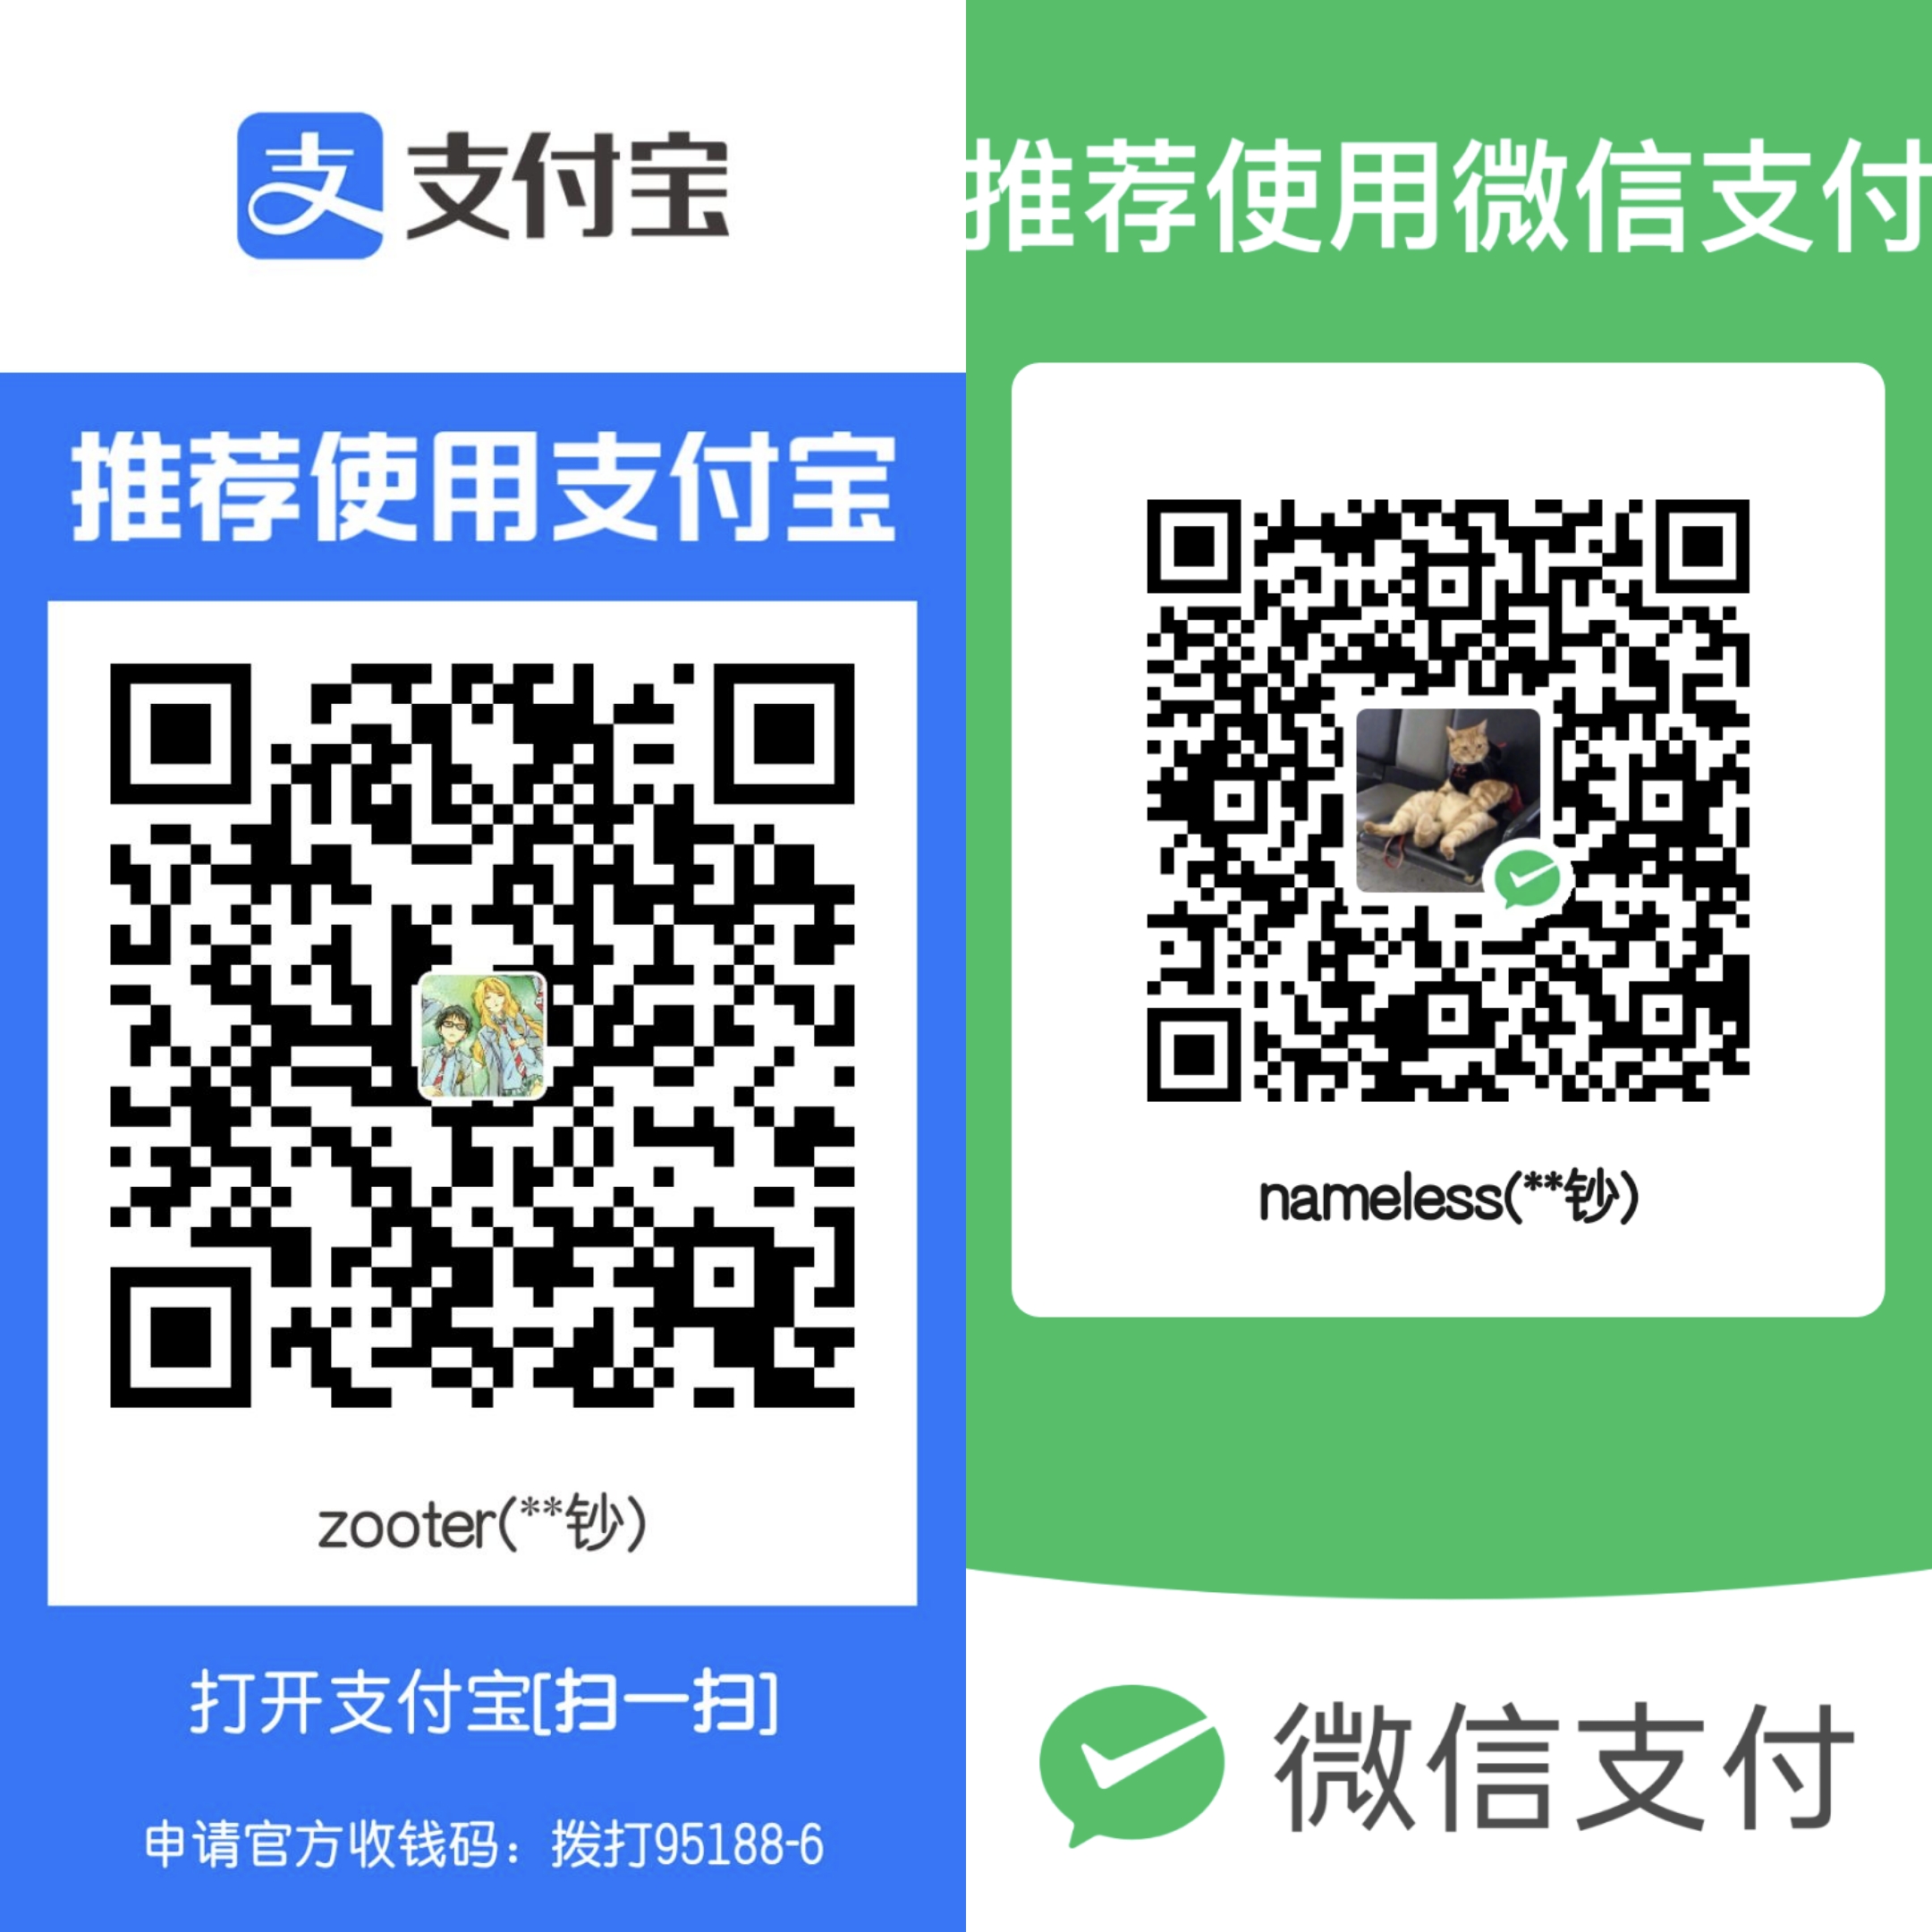 支付宝
推荐使用支付宝
zooter(**钞)
打开支付宝[扫一扫]
申请官方收钱码：拨打95188-6
推荐使用微信支付
nameless(**钞)
微信支付